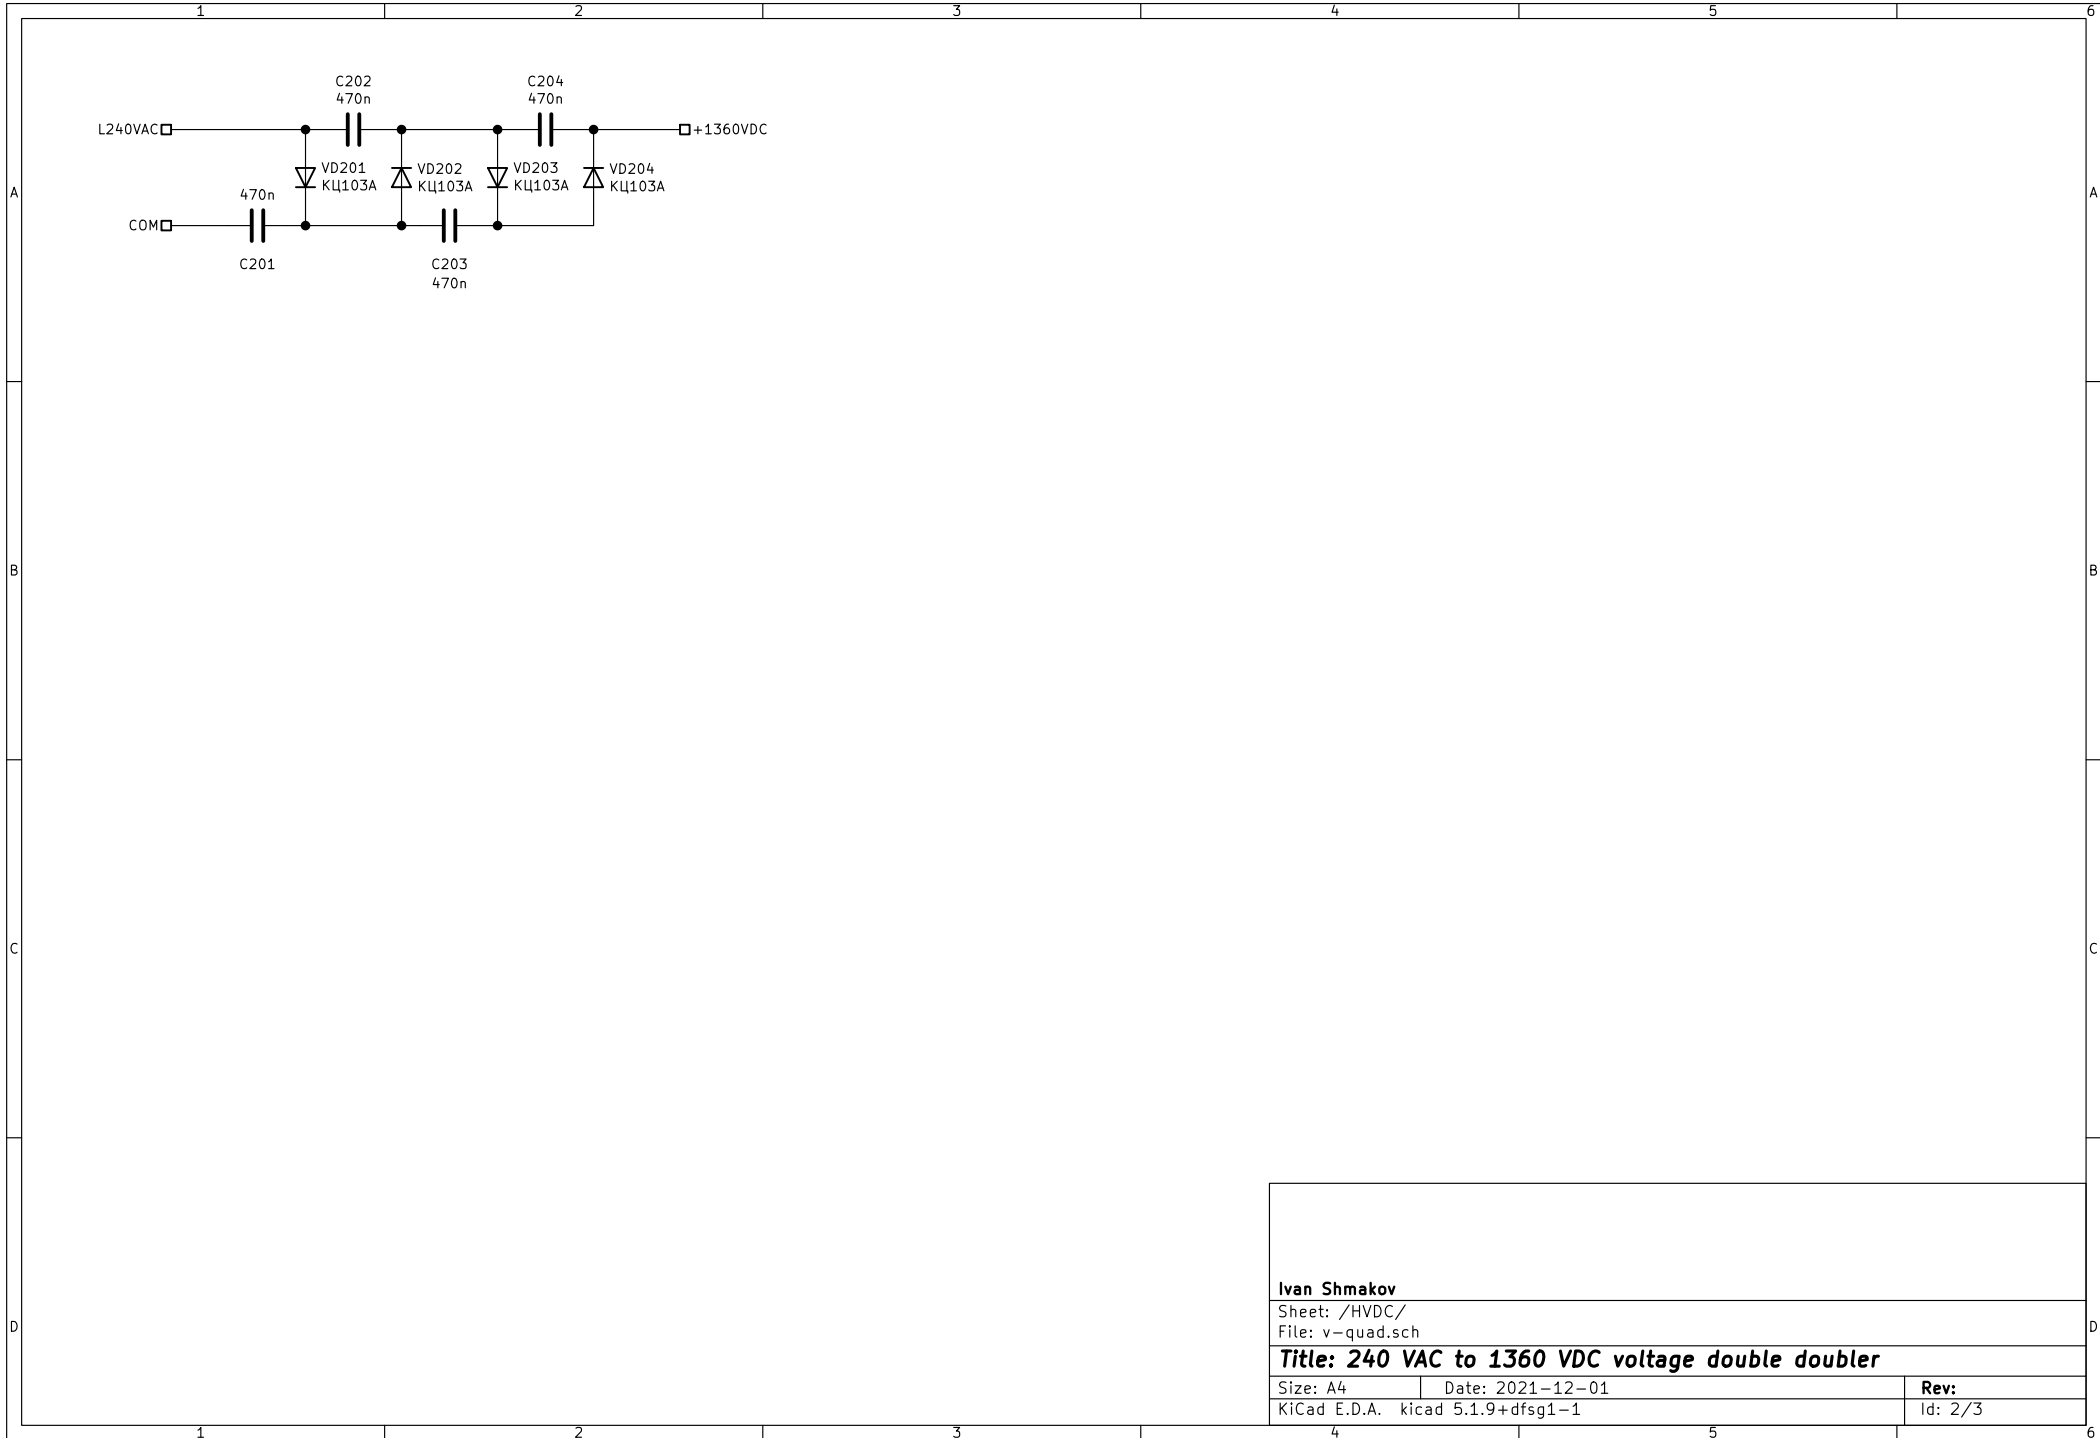 1 2 3 4 5 6
C202 C204
470n 470n
L240VAC +1360VDC
VD201 VD202 VD203 VD204
КЦ103А КЦ103А КЦ103А КЦ103А
A 470n A
COM
C201 C203
470n
B B
C C
Ivan Shmakov
Sheet: /HVDC/
D File: v-quad.sch D
Title: 240 VAC to 1360 VDC voltage double doubler
Size: A4 Date: 2021-12-01 Rev:
KiCad E.D.A. kicad 5.1.9+dfsg1-1 Id: 2/3
1 2 3 4 5 6